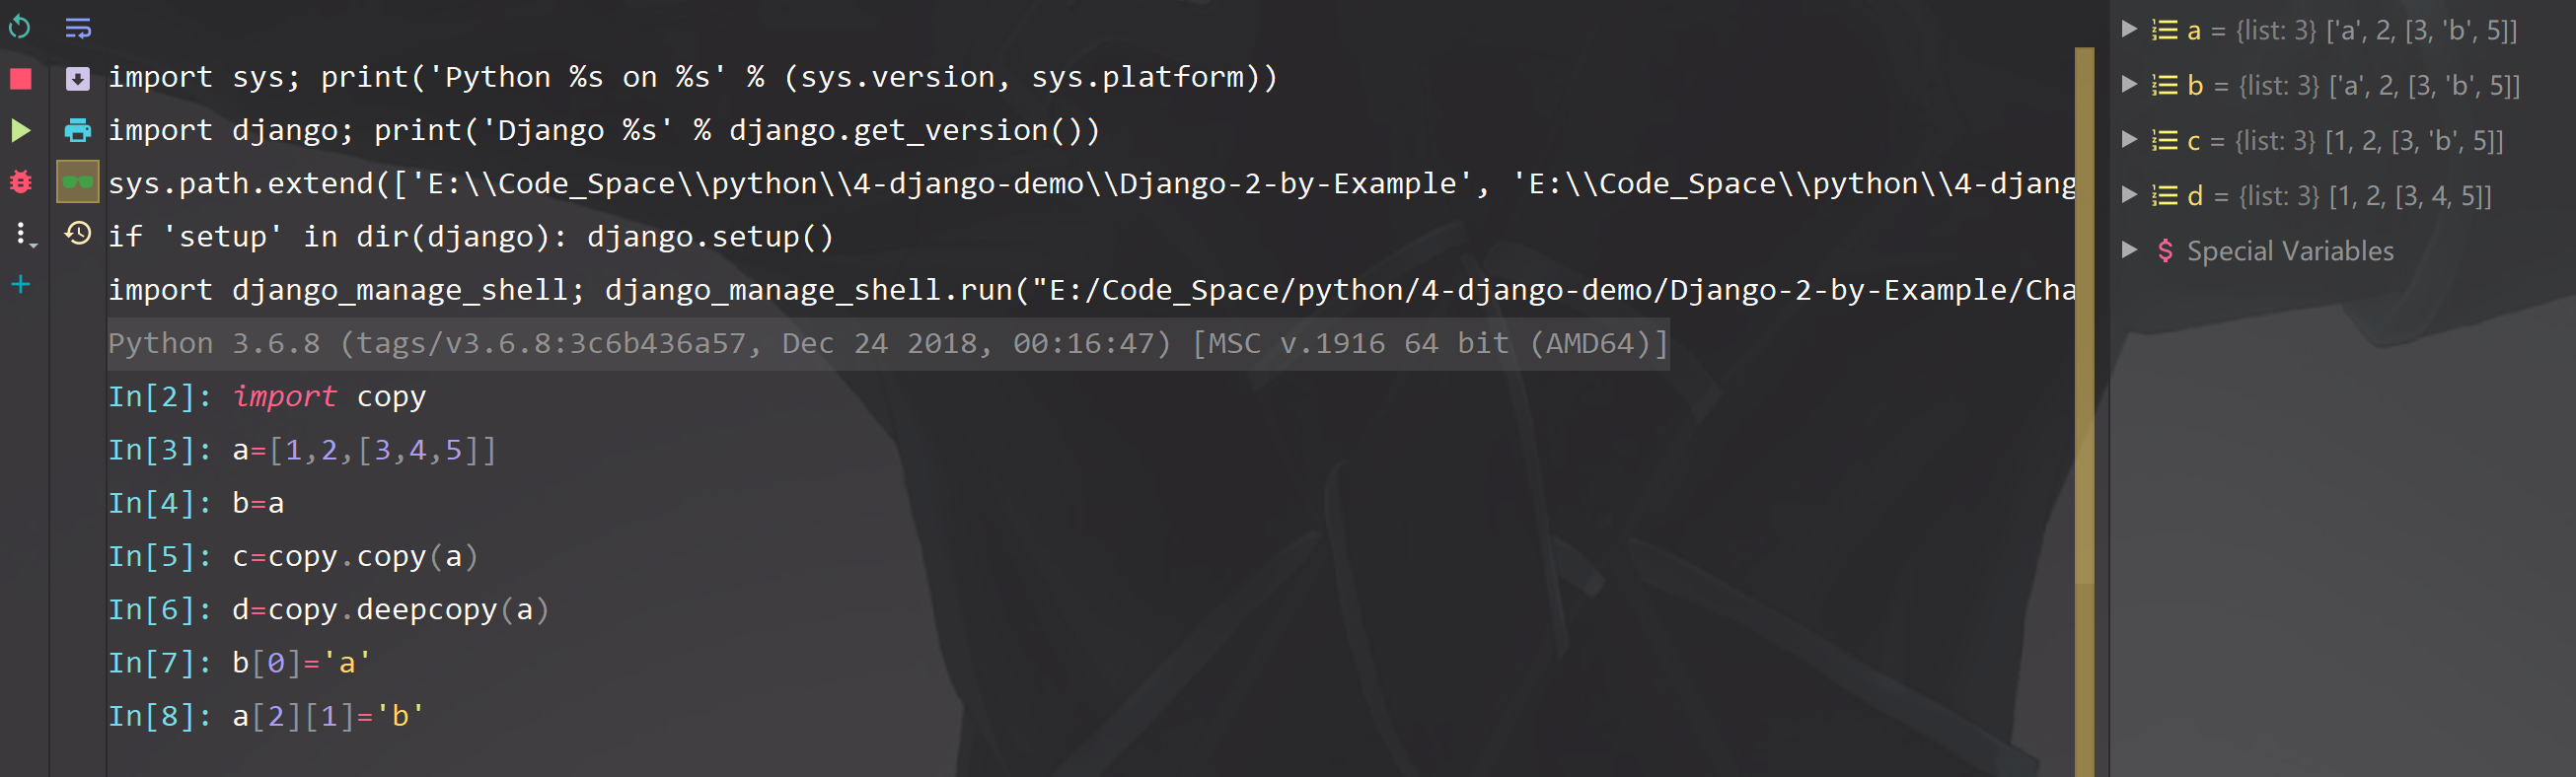 import sys; print('Python %s on %s' % (sys.version, sys.platform))
import django; print('Django %s' % django.get_version())
sys.path.extend(['E:\\Code_Space\\python\\4-django-demo\\Django-2-by-Example', 'E:\\Code_Space\\python\\4-djang
if 'setup' in dir(django): django.setup()
import django_manage_shell; django_manage_shell.run("E:/Code_Space/python/4-django-demo/Django-2-by-Example/Cha
Python 3.6.8 (tags/v3.6.8:3c6b436a57, Dec 24 2018, 00:16:47) [MSC v.1916 64 bit (AMD64)]
In[2]: import copy
In[3]: a=[1,2,[3,4,5]]
In[4]: b=a
In[5]: c=copy.copy(a)
In[6]: d=copy.deepcopy(a)
In[7]: b[0]='a'
In[8]: a[2][1]='b'
a = {list: 3} ['a', 2, [3, 'b', 5]]
b = {list: 3} ['a', 2, [3, 'b', 5]]
c = {list: 3} [1, 2, [3, 'b', 5]]
d = {list: 3} [1, 2, [3, 4, 5]]
Special Variables